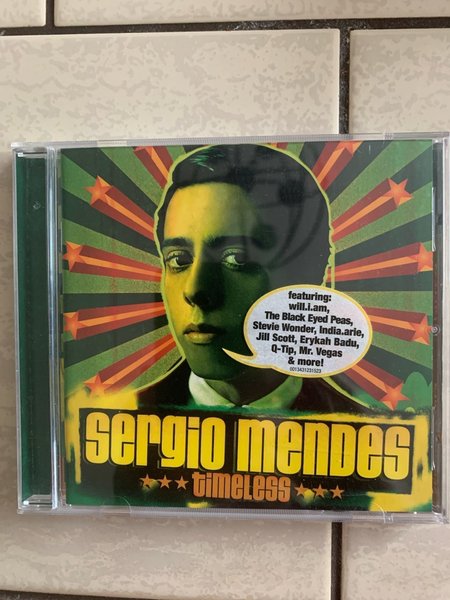 featuring:
will.i.am,
The Black Eyed Peas,
Stevie Wonder, India.arie,
Jill Scott, Erykah Badu,
Q-Tip, Mr. Vegas
& more!
0013431231523
sergio mendes
timeless